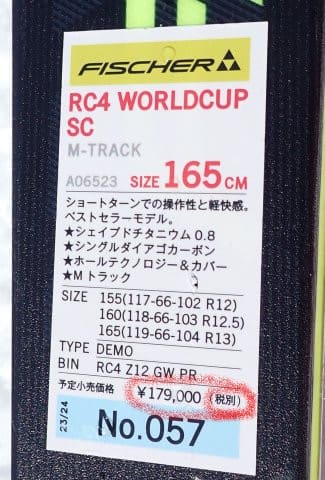 FISCHER
RC4 WORLDCUP
SC
M-TRACK
A06523 SIZE 165CM
ショートターンでの操作性と軽快感。
ベストセラーモデル。
★シェイプドチタニウム 0.8
★シングルダイアゴカーボン
★ホールテクノロジー＆カバー
★M トラック
SIZE 155(117-66-102 R12)
160(118-66-103 R12.5)
165(119-66-104 R13)
TYPE DEMO
BIN RC4 Z12 GW PR
予定小売価格 ¥179,000 (税別)
23/24
No.057